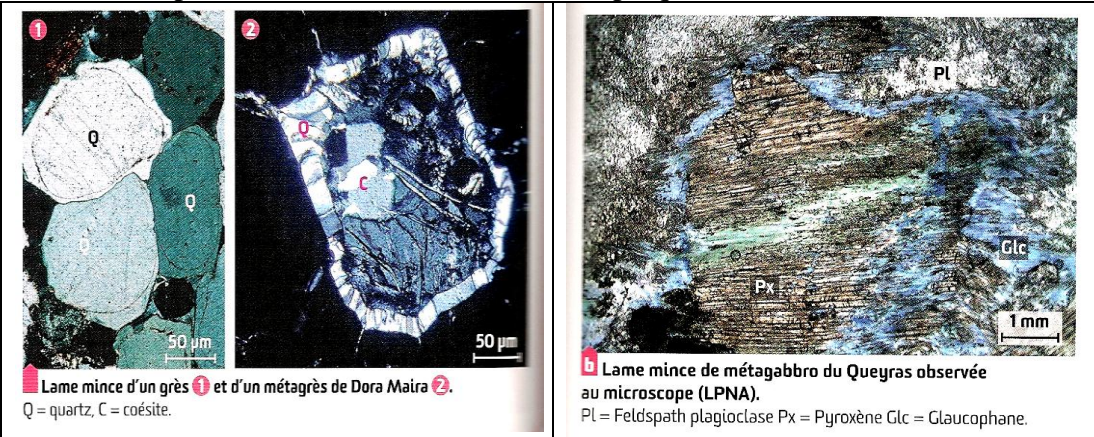 1
Q
Q
Q
50 µm
2
Q
C
50 µm
Lame mince d'un grès 1 et d'un métagrès de Dora Maira 2.
Q = quartz, C = coésite.
Pl
Glc
Px
1 mm
b Lame mince de métagabbro du Queyras observée
au microscope (LPNA).
Pl = Feldspath plagioclase Px = Pyroxène Glc = Glaucophane.